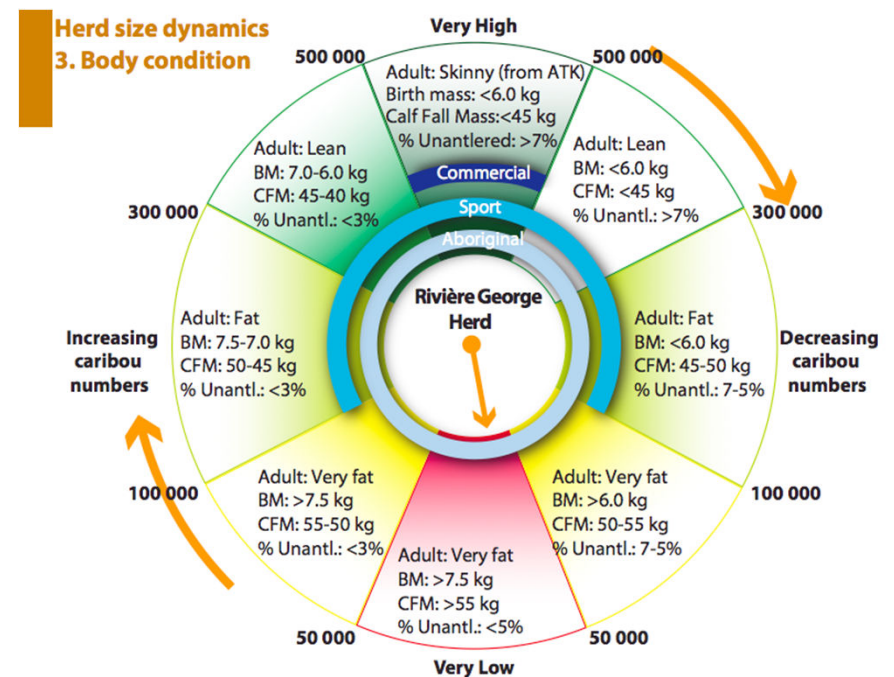 Herd size dynamics
3. Body condition
Very High
500 000
500 000
Adult: Skinny (from ATK)
Birth mass: <6.0 kg
Calf Fall Mass:<45 kg
% Unantlered: >7%
Commercial
Sport
Aboriginal
Adult: Lean
BM: 7.0-6.0 kg
CFM: 45-40 kg
% Unantl.: <3%
Adult: Lean
BM: <6.0 kg
CFM: <45 kg
% Unantl.: >7%
300 000
300 000
Rivière George
Herd
Increasing
caribou
numbers
Adult: Fat
BM: 7.5-7.0 kg
CFM: 50-45 kg
% Unantl.: <3%
Adult: Fat
BM: <6.0 kg
CFM: 45-50 kg
% Unantl.: 7-5%
Decreasing
caribou
numbers
100 000
100 000
Adult: Very fat
BM: >7.5 kg
CFM: 55-50 kg
% Unantl.: <3%
Adult: Very fat
BM: >6.0 kg
CFM: 50-55 kg
% Unantl.: 7-5%
Adult: Very fat
BM: >7.5 kg
CFM: >55 kg
% Unantl.: <5%
50 000
50 000
Very Low